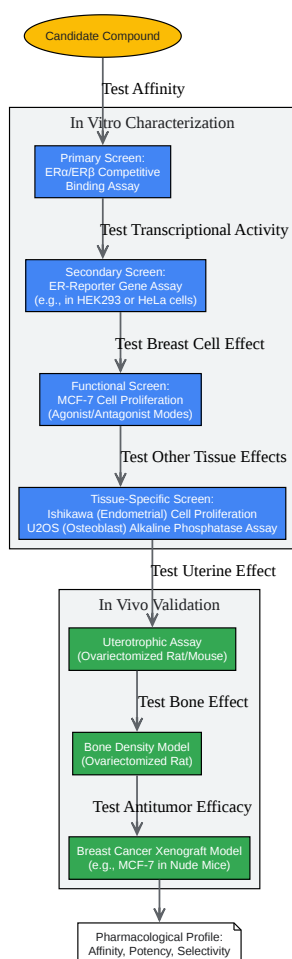 Candidate Compound
Test Affinity
In Vitro Characterization
Primary Screen:
ERα/ERβ Competitive
Binding Assay
Test Transcriptional Activity
Secondary Screen:
ER-Reporter Gene Assay
(e.g., in HEK293 or HeLa cells)
Test Breast Cell Effect
Functional Screen:
MCF-7 Cell Proliferation
(Agonist/Antagonist Modes)
Test Other Tissue Effects
Tissue-Specific Screen:
Ishikawa (Endometrial) Cell Proliferation
U2OS (Osteoblast) Alkaline Phosphatase Assay
Test Uterine Effect
In Vivo Validation
Uterotrophic Assay
(Ovariectomized Rat/Mouse)
Test Bone Effect
Bone Density Model
(Ovariectomized Rat)
Test Antitumor Efficacy
Breast Cancer Xenograft Model
(e.g., MCF-7 in Nude Mice)
Pharmacological Profile:
Affinity, Potency, Selectivity